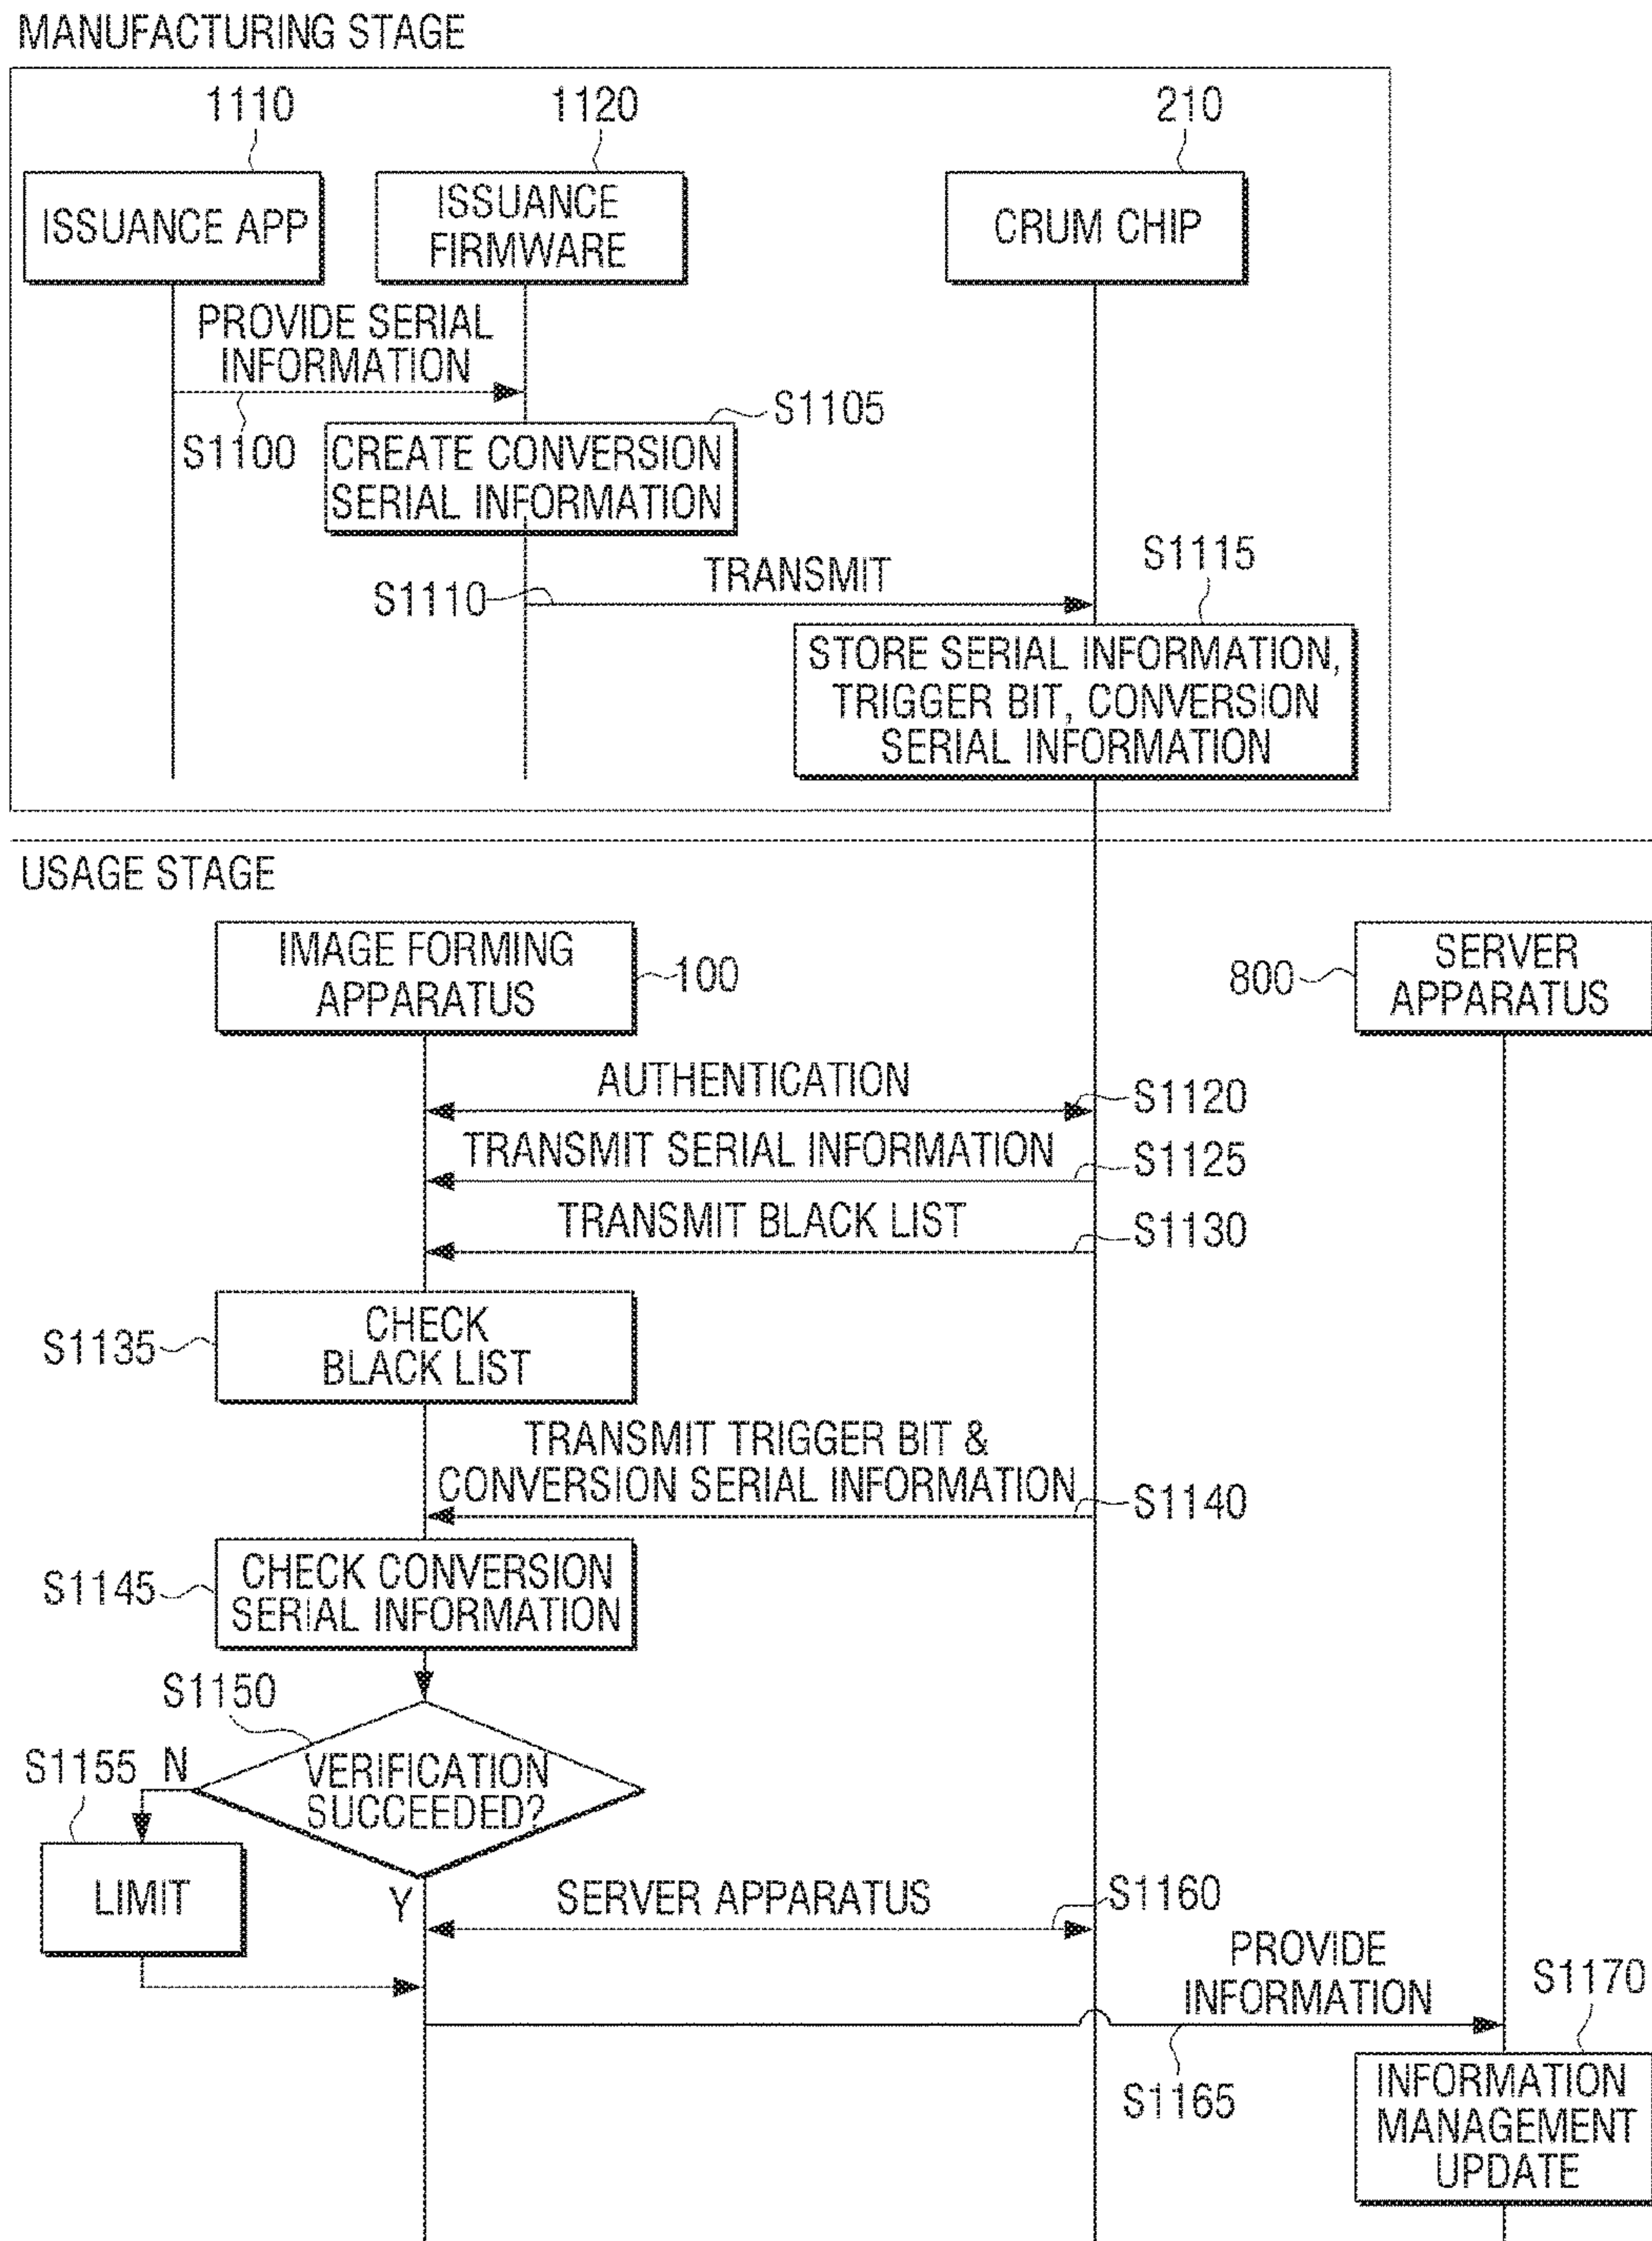 MANUFACTURING STAGE
1110
1120
210
ISSUANCE APP
ISSUANCE
FIRMWARE
CRUM CHIP
PROVIDE SERIAL
INFORMATION
S1100
S1105
CREATE CONVERSION
SERIAL INFORMATION
TRANSMIT
S1110
S1115
STORE SERIAL INFORMATION,
TRIGGER BIT, CONVERSION
SERIAL INFORMATION
USAGE STAGE
IMAGE FORMING
APPARATUS
100
800
SERVER
APPARATUS
AUTHENTICATION
S1120
TRANSMIT SERIAL INFORMATION
S1125
TRANSMIT BLACK LIST
S1130
S1135
CHECK
BLACK LIST
TRANSMIT TRIGGER BIT &
CONVERSION SERIAL INFORMATION
S1140
S1145
CHECK CONVERSION
SERIAL INFORMATION
S1150
S1155
N
VERIFICATION
SUCCEEDED?
LIMIT
Y
SERVER APPARATUS
S1160
PROVIDE
INFORMATION
S1165
S1170
INFORMATION
MANAGEMENT
UPDATE